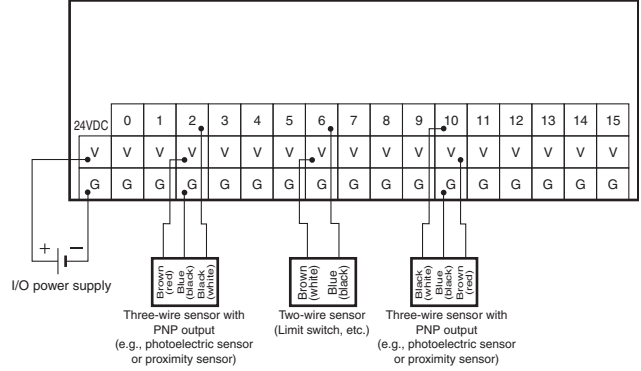 24VDC 0 1 2 3 4 5 6 7 8 9 10 11 12 13 14 15
V V V V V V V V V V V V V V V V V
G G G G G G G G G G G G G G G G G
+ −
I/O power supply
Brown
(red)
Blue
(black)
Black
(white)
Brown
(white)
Blue
(black)
Black
(white)
Blue
(black)
Brown
(red)
Three-wire sensor with
PNP output
(e.g., photoelectric sensor
or proximity sensor)
Two-wire sensor
(Limit switch, etc.)
Three-wire sensor with
PNP output
(e.g., photoelectric sensor
or proximity sensor)